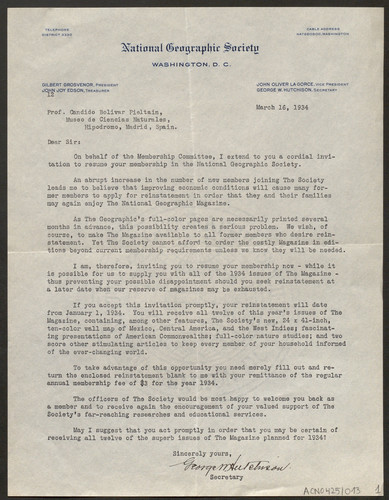 TELEPHONE
DISTRICT 4226
CABLE ADDRESS
NATGEOSOC-WASHINGTON
National Geographic Society
WASHINGTON, D. C.
GILBERT GROSVENOR, PRESIDENT
JOHN JOY EDSON, TREASURER
JOHN OLIVER LA GORCE, VICE PRESIDENT
GEORGE W. HUTCHISON, SECRETARY
12
March 16, 1934
Prof. Candido Bolivar Pieltain,
Museo de Ciencias Naturales,
Hipodromo, Madrid, Spain.
Dear Sir:
On behalf of the Membership Committee, I extend to you a cordial invi-
tation to resume your membership in the National Geographic Society.
An abrupt increase in the number of new members joining The Society
leads me to believe that improving economic conditions will cause many for-
mer members to apply for reinstatement in order that they and their families
may again enjoy The National Geographic Magazine.
As The Geographic's full-color pages are necessarily printed several
months in advance, this possibility creates a serious problem. We wish, of
course, to make The Magazine available to all former members who desire rein-
statement. Yet The Society cannot afford to order the costly Magazine in edi-
tions beyond current membership requirements unless we know they will be needed.
I am, therefore, inviting you to resume your membership now - while it
is possible for us to supply you with all of the 1934 issues of The Magazine -
thus preventing your possible disappointment should you seek reinstatement at
a later date when our reserve of magazines may be exhausted.
If you accept this invitation promptly, your reinstatement will date
from January 1, 1934. You will receive all twelve of this year's issues of The
Magazine, containing, among other features, The Society's new, 24 x 41-inch,
ten-color wall map of Mexico, Central America, and the West Indies; fascinat-
ing presentations of American Commonwealths; full-color nature studies; and two
score other stimulating articles to keep every member of your household informed
of the ever-changing world.
To take advantage of this opportunity you need merely fill out and re-
turn the enclosed reinstatement blank to me with your remittance of the regular
annual membership fee of $3 for the year 1934.
The officers of The Society would be most happy to welcome you back as
a member and to receive again the encouragement of your valued support of The
Society's far-reaching researches and educational services.
May I suggest that you act promptly in order that you may be certain of
receiving all twelve of the superb issues of The Magazine planned for 1934!
Sincerely yours,
George W. Hutchison
Secretary
ACN0425/013
1